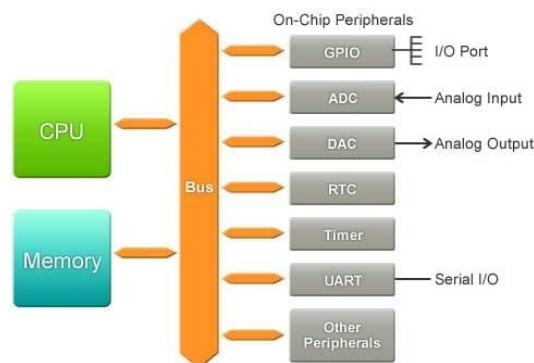 On-Chip Peripherals
GPIO
I/O Port
CPU
ADC
Analog Input
DAC
Analog Output
Bus
RTC
Memory
Timer
UART
Serial I/O
Other
Peripherals